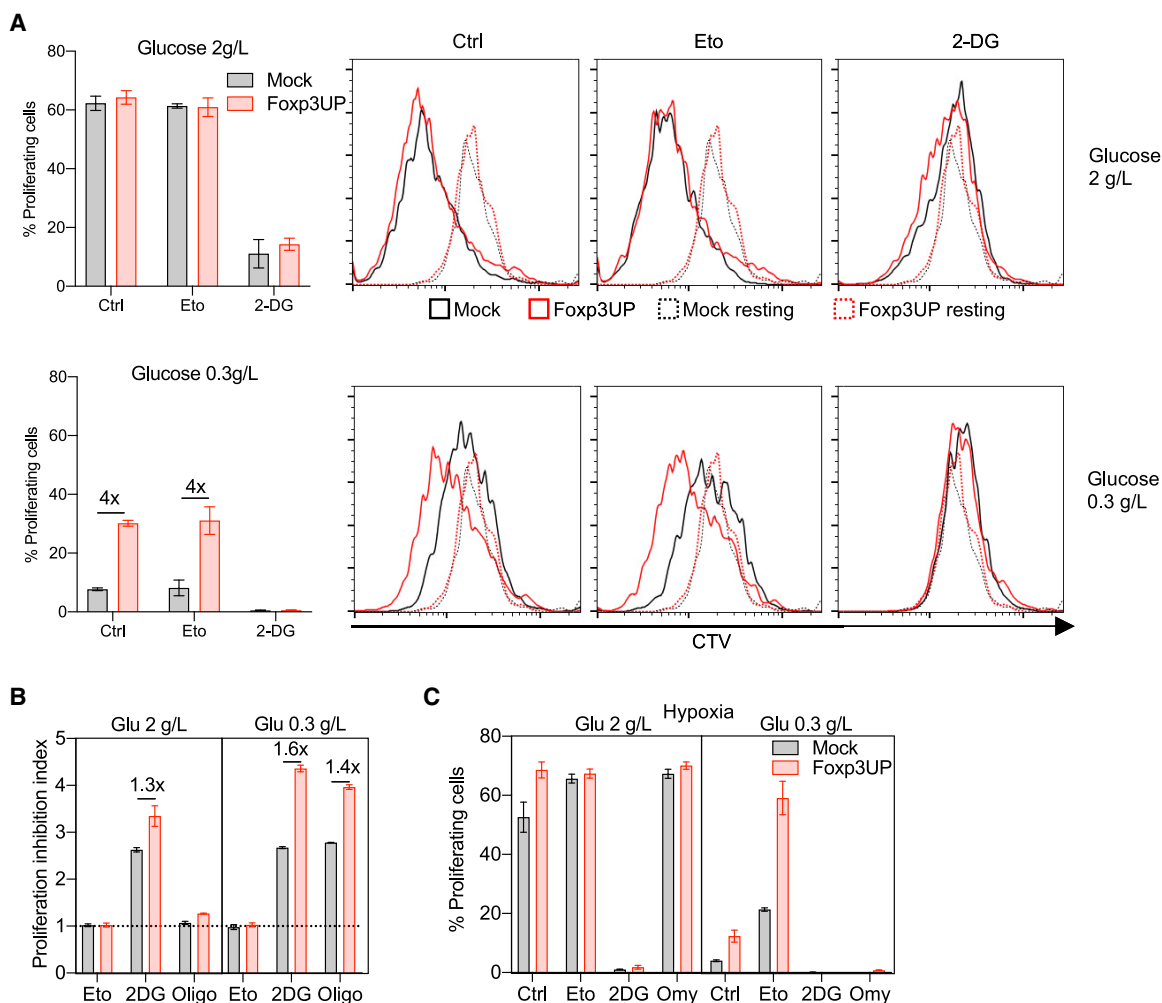 A
Glucose 2g/L
80
60
40
20
0
% Proliferating cells
Mock
Foxp3UP
Ctrl Eto 2-DG
Ctrl Eto 2-DG
Glucose
2 g/L
Mock Foxp3UP Mock resting Foxp3UP resting
Glucose 0.3g/L
80
60
40
20
0
% Proliferating cells
4x 4x
Ctrl Eto 2-DG
Glucose
0.3 g/L
CTV
B
Glu 2 g/L Glu 0.3 g/L
5
4
3
2
1
0
Proliferation inhibition index
1.3x 1.6x 1.4x
Eto 2DG Oligo Eto 2DG Oligo
C
Hypoxia
Glu 2 g/L Glu 0.3 g/L
80
60
40
20
0
% Proliferating cells
Mock
Foxp3UP
Ctrl Eto 2DG Omy Ctrl Eto 2DG Omy